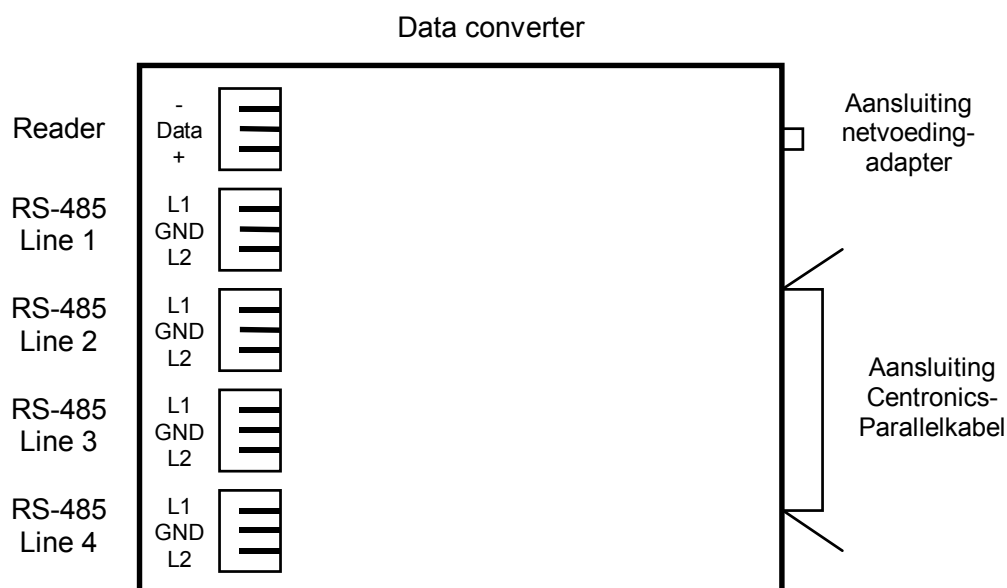 Data converter
Reader
-
Data
+
RS-485
Line 1
L1
GND
L2
RS-485
Line 2
L1
GND
L2
RS-485
Line 3
L1
GND
L2
RS-485
Line 4
L1
GND
L2
Aansluiting
netvoeding-
adapter
Aansluiting
Centronics-
Parallelkabel